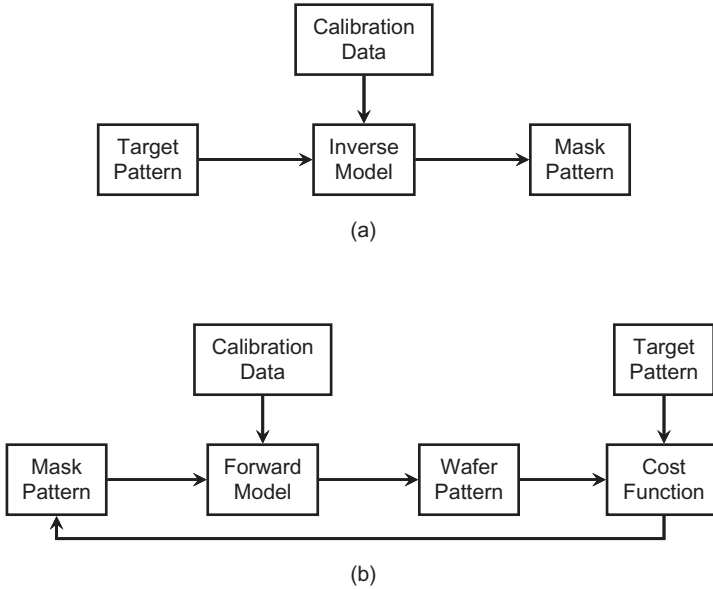 Calibration
Data
Target
Pattern
Inverse
Model
Mask
Pattern
(a)
Calibration
Data
Target
Pattern
Mask
Pattern
Forward
Model
Wafer
Pattern
Cost
Function
(b)